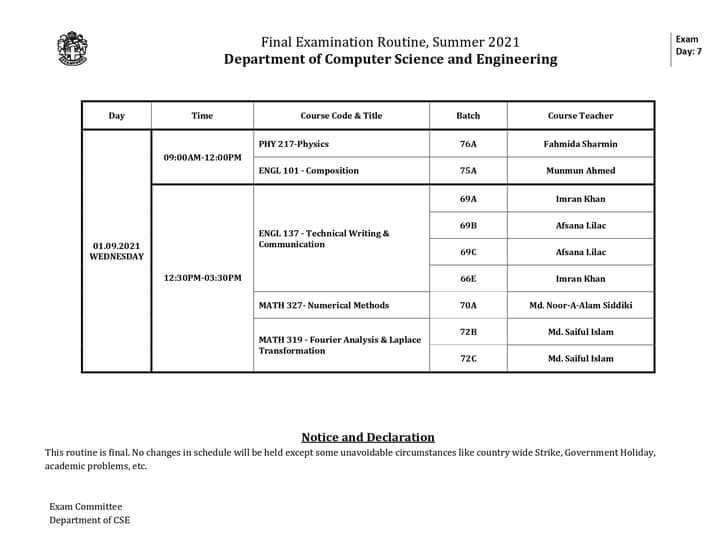 Final Examination Routine, Summer 2021
Department of Computer Science and Engineering
Exam
Day: 7
Day Time Course Code & Title Batch Course Teacher
01.09.2021
WEDNESDAY
09:00AM-12:00PM
PHY 217-Physics 76A Fahmida Sharmin
ENGL 101 - Composition 75A Munmun Ahmed
12:30PM-03:30PM
ENGL 137 - Technical Writing &
Communication
69A Imran Khan
69B Afsana Lilac
69C Afsana Lilac
66E Imran Khan
MATH 327- Numerical Methods 70A Md. Noor-A-Alam Siddiki
MATH 319 - Fourier Analysis & Laplace
Transformation
72B Md. Saiful Islam
72C Md. Saiful Islam
Notice and Declaration
This routine is final. No changes in schedule will be held except some unavoidable circumstances like country wide Strike, Government Holiday,
academic problems, etc.
Exam Committee
Department of CSE